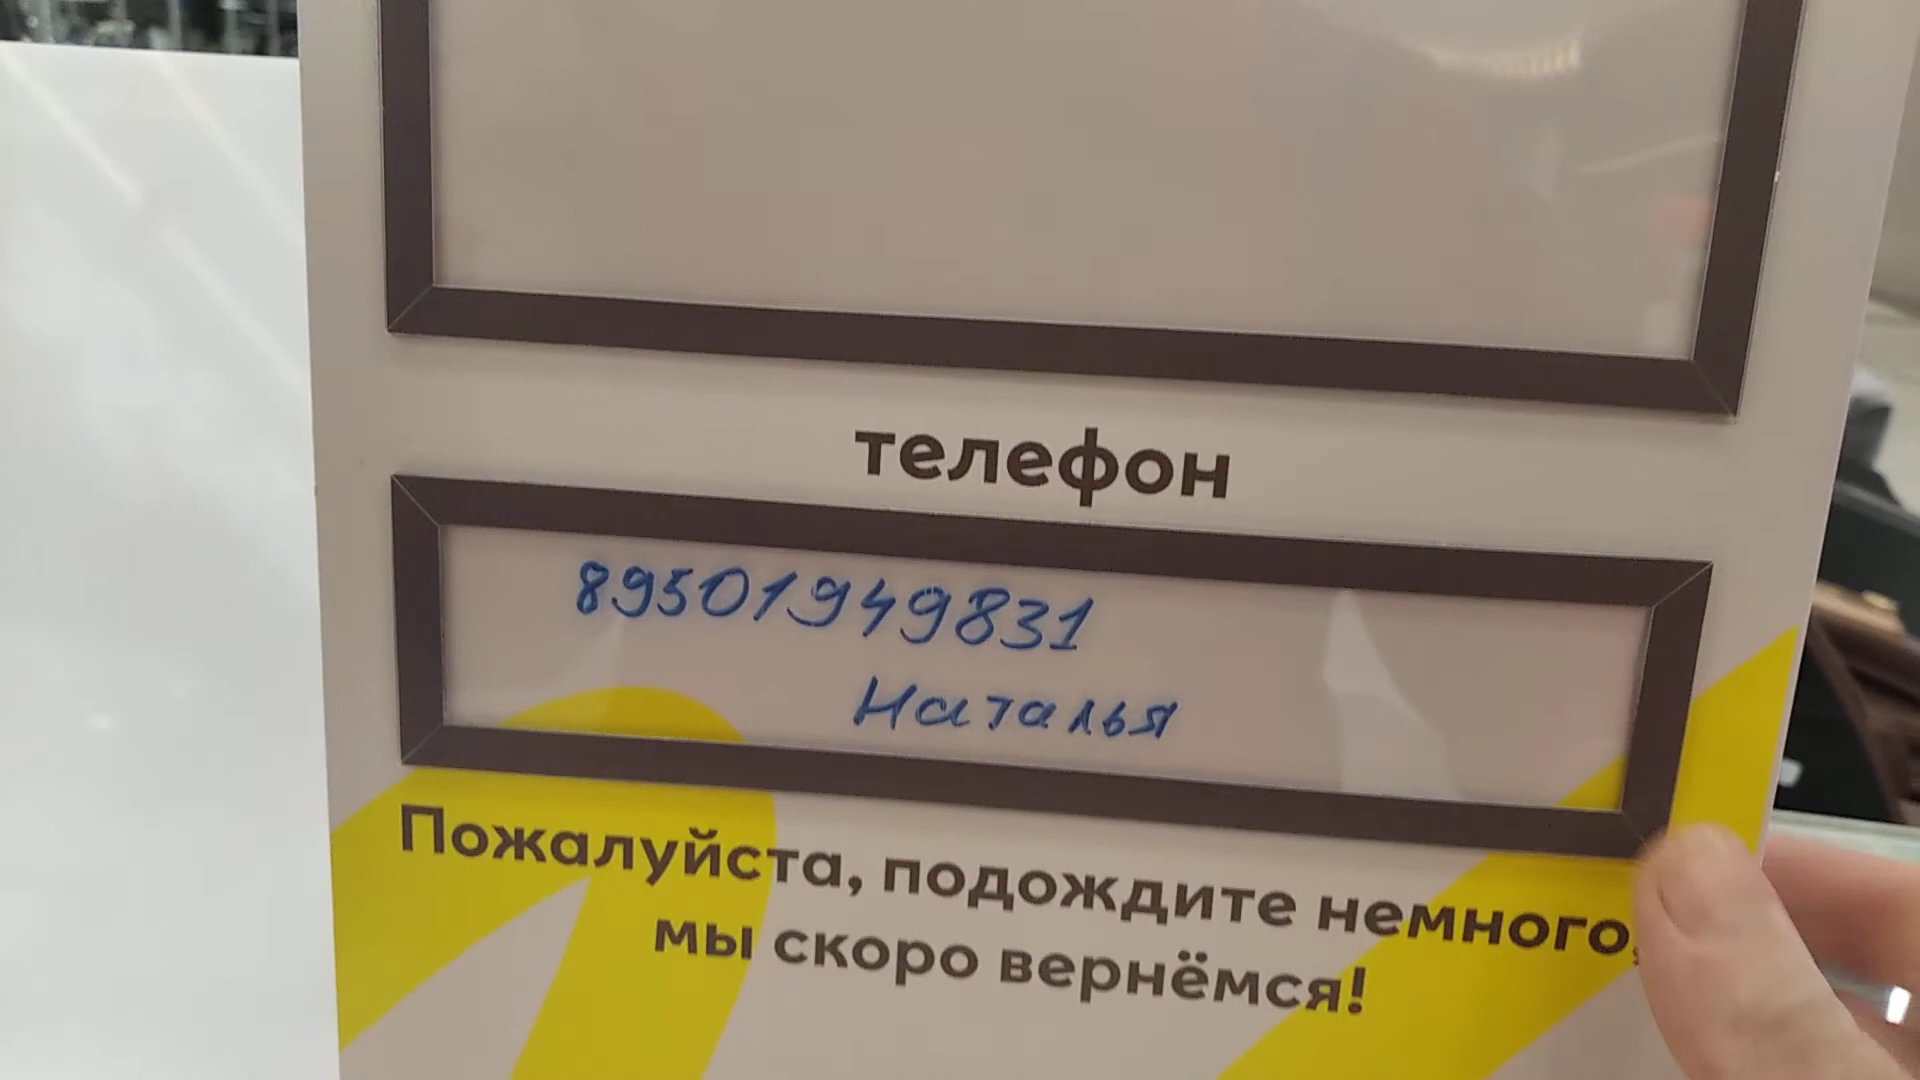 телефон
89501949831
Наталья
Пожалуйста, подождите немного,
мы скоро вернёмся!